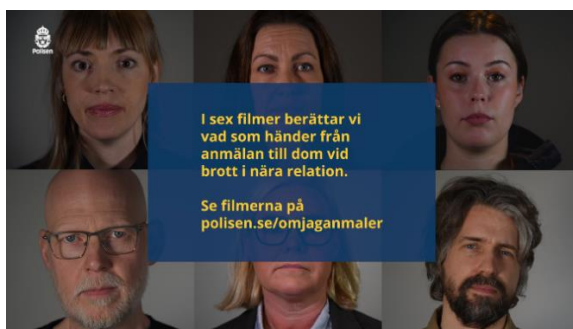 Polisen
I sex filmer berättar vi
vad som händer från
anmälan till dom vid
brott i nära relation.
Se filmerna på
polisen.se/omjaganmaler